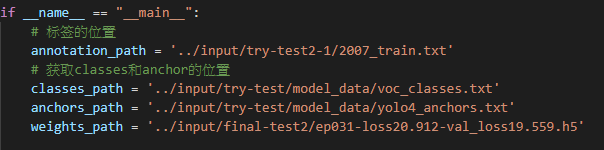 if __name__ == "__main__":
# 标签的位置
annotation_path = '../input/try-test2-1/2007_train.txt'
# 获取classes和anchor的位置
classes_path = '../input/try-test/model_data/voc_classes.txt'
anchors_path = '../input/try-test/model_data/yolo4_anchors.txt'
weights_path = '../input/final-test2/ep031-loss20.912-val_loss19.559.h5'